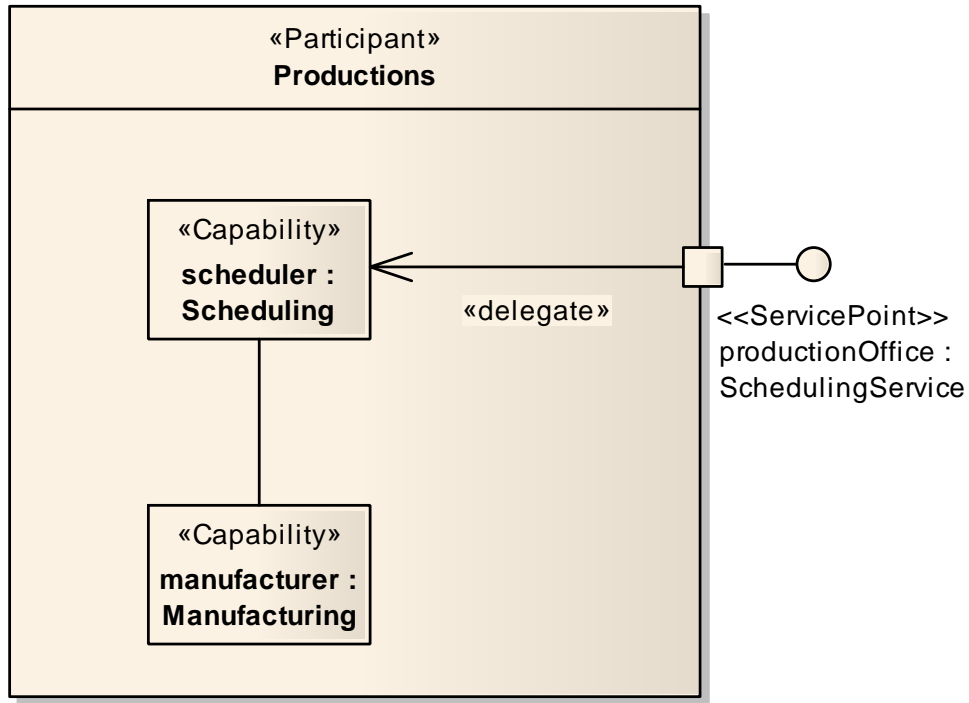 «Participant»
Productions
«Capability»
scheduler :
Scheduling
«delegate»
<<ServicePoint>>
productionOffice :
SchedulingService
«Capability»
manufacturer :
Manufacturing